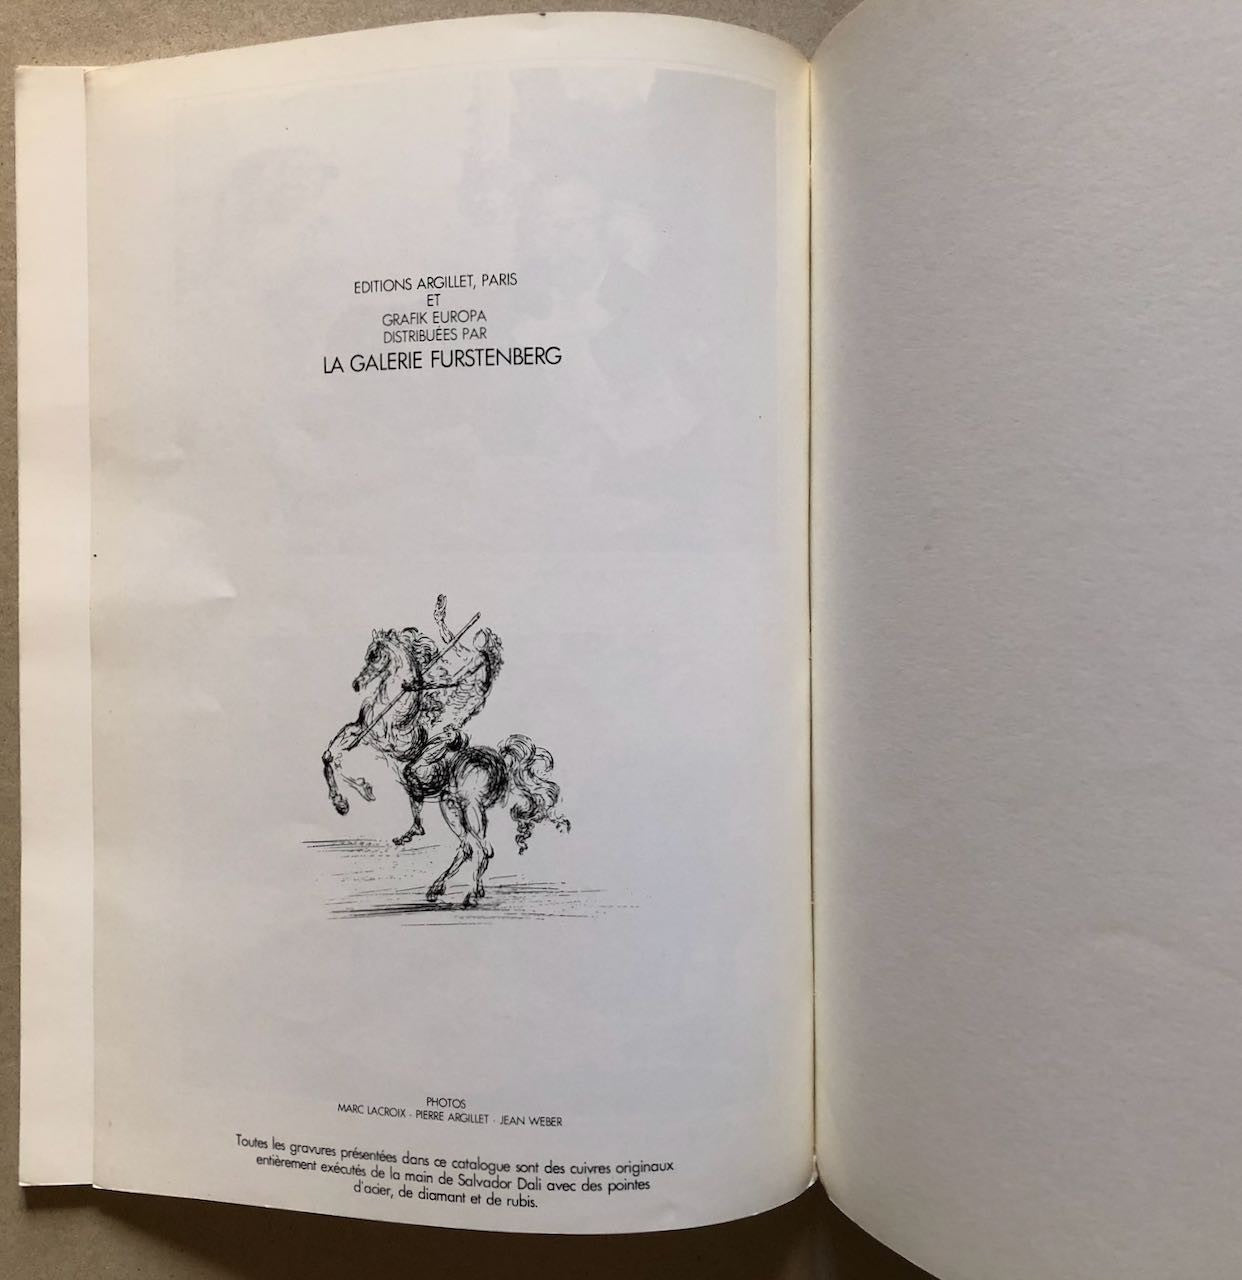 EDITIONS ARGILLET, PARIS
ET
GRAFIK EUROPA
DISTRIBUÉES PAR
LA GALERIE FURSTENBERG
PHOTOS
MARC LACROIX - PIERRE ARGILLET - JEAN WEBER
Toutes les gravures présentées dans ce catalogue sont des cuivres originaux
entièrement exécutés de la main de Salvador Dali avec des pointes
d'acier, de diamant et de rubis.